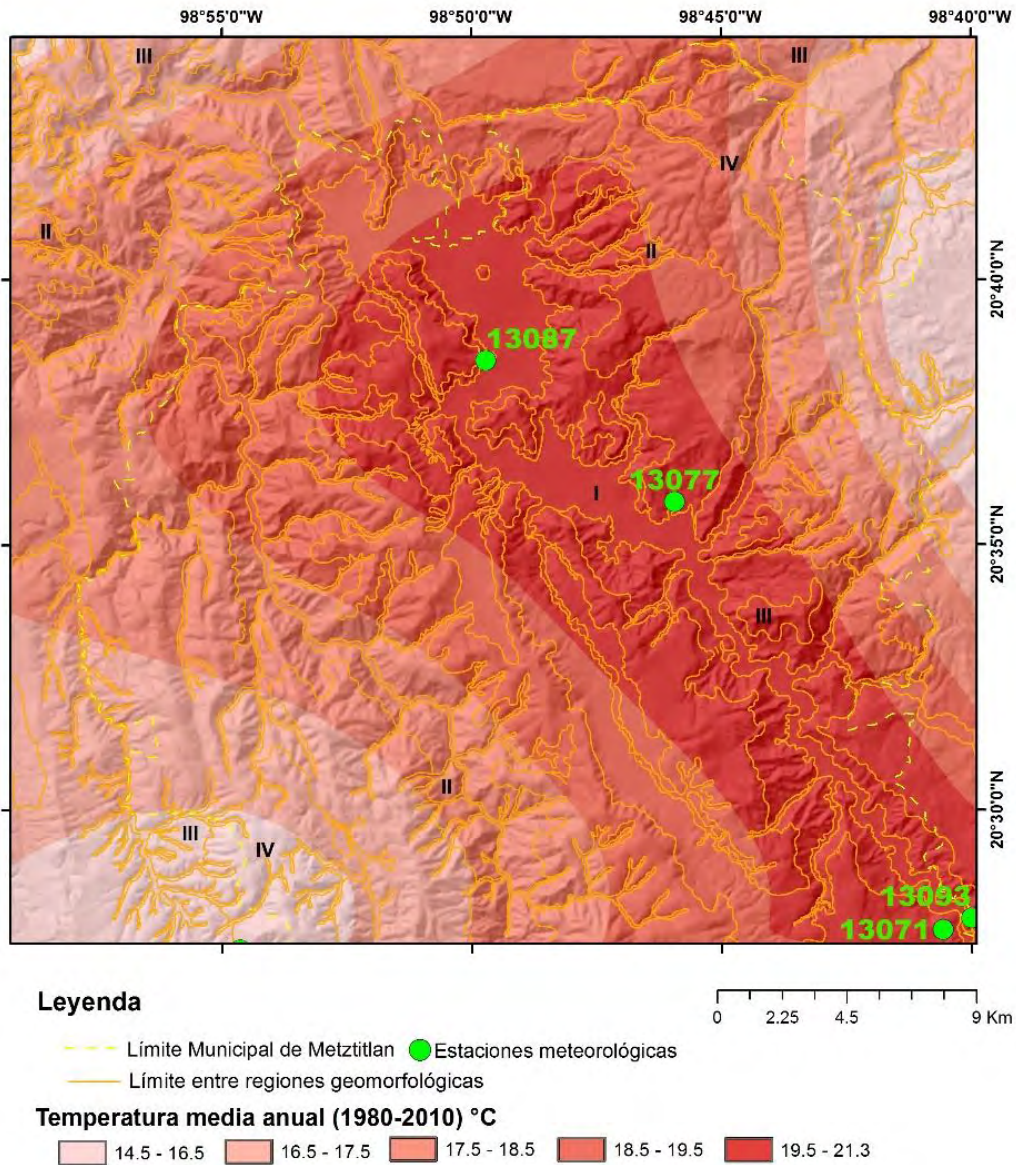 98°55'0"W 98°50'0"W 98°45'0"W 98°40'0"W
III III
IV
II
II
20°40'0"N
13087
13077
I
20°35'0"N
III
II
20°30'0"N
III
IV
13093
13071
Leyenda
0 2.25 4.5 9 Km
Límite Municipal de Metztitlan Estaciones meteorológicas
Límite entre regiones geomorfológicas
Temperatura media anual (1980-2010) °C
14.5 - 16.5 16.5 - 17.5 17.5 - 18.5 18.5 - 19.5 19.5 - 21.3